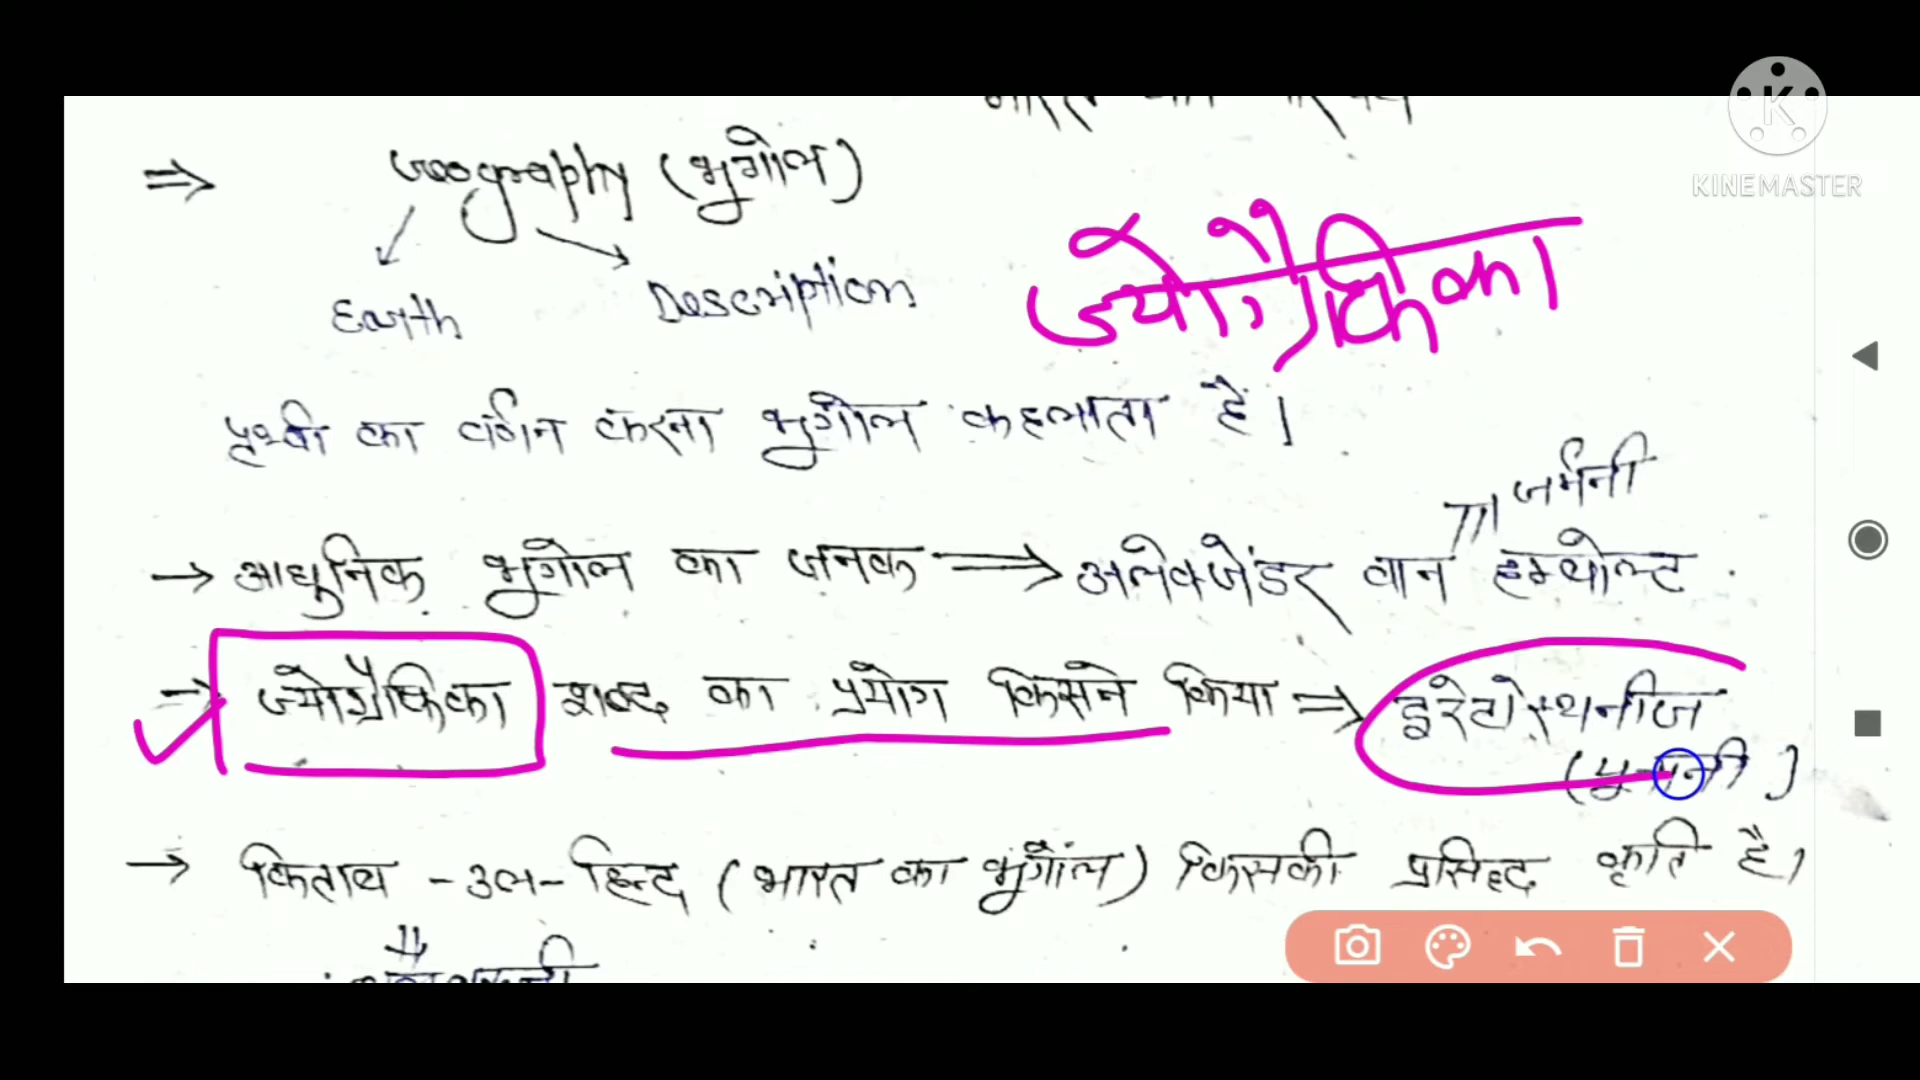 KINEMASTER
⇒ Geography (भुगोल)
Earth Description
ज्योग्रैफिका
पृथ्वी का वर्णन करना भुगोल कहलाता है।
जर्मनी
→ आधुनिक भुगोल का जनक ⟹ अलेक्जेंडर वान हम्बोल्ट
⇒ ज्योग्रैफिका शब्द का प्रयोग किसने किया ⇒ इरेटोस्थनीज
(युनानी)
→ किताब -उल-हिन्द (भारत का भुगोल) किसकी प्रसिद्द कृति है।